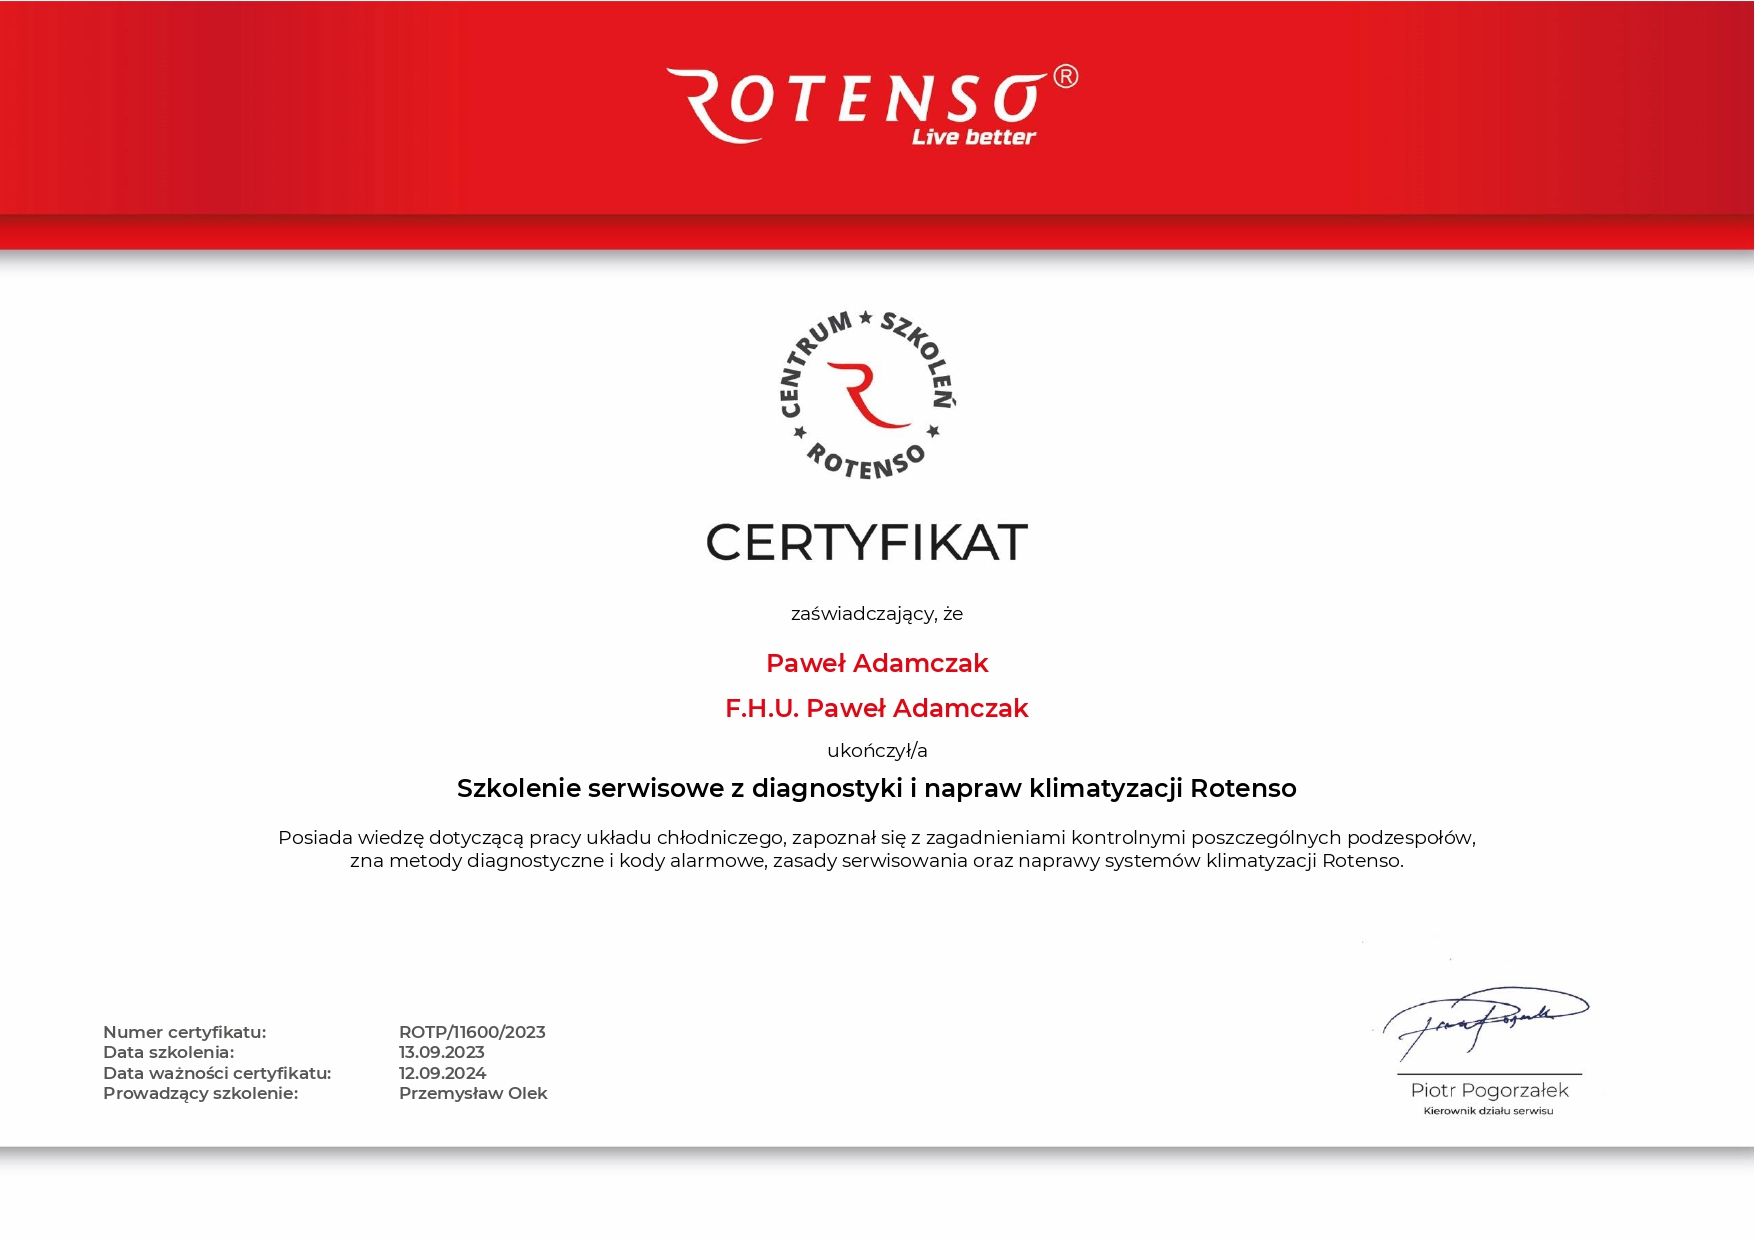 ROTENSO®
Live better
CENTRUM ★ SZKOLEŃ ★ ROTENSO ★
CERTYFIKAT
zaświadczający, że
Paweł Adamczak
F.H.U. Paweł Adamczak
ukończył/a
Szkolenie serwisowe z diagnostyki i napraw klimatyzacji Rotenso
Posiada wiedzę dotyczącą pracy układu chłodniczego, zapoznał się z zagadnieniami kontrolnymi poszczególnych podzespołów,
zna metody diagnostyczne i kody alarmowe, zasady serwisowania oraz naprawy systemów klimatyzacji Rotenso.
Numer certyfikatu: ROTP/11600/2023
Data szkolenia: 13.09.2023
Data ważności certyfikatu: 12.09.2024
Prowadzący szkolenie: Przemysław Olek
Piotr Pogorzałek
Kierownik działu serwisu